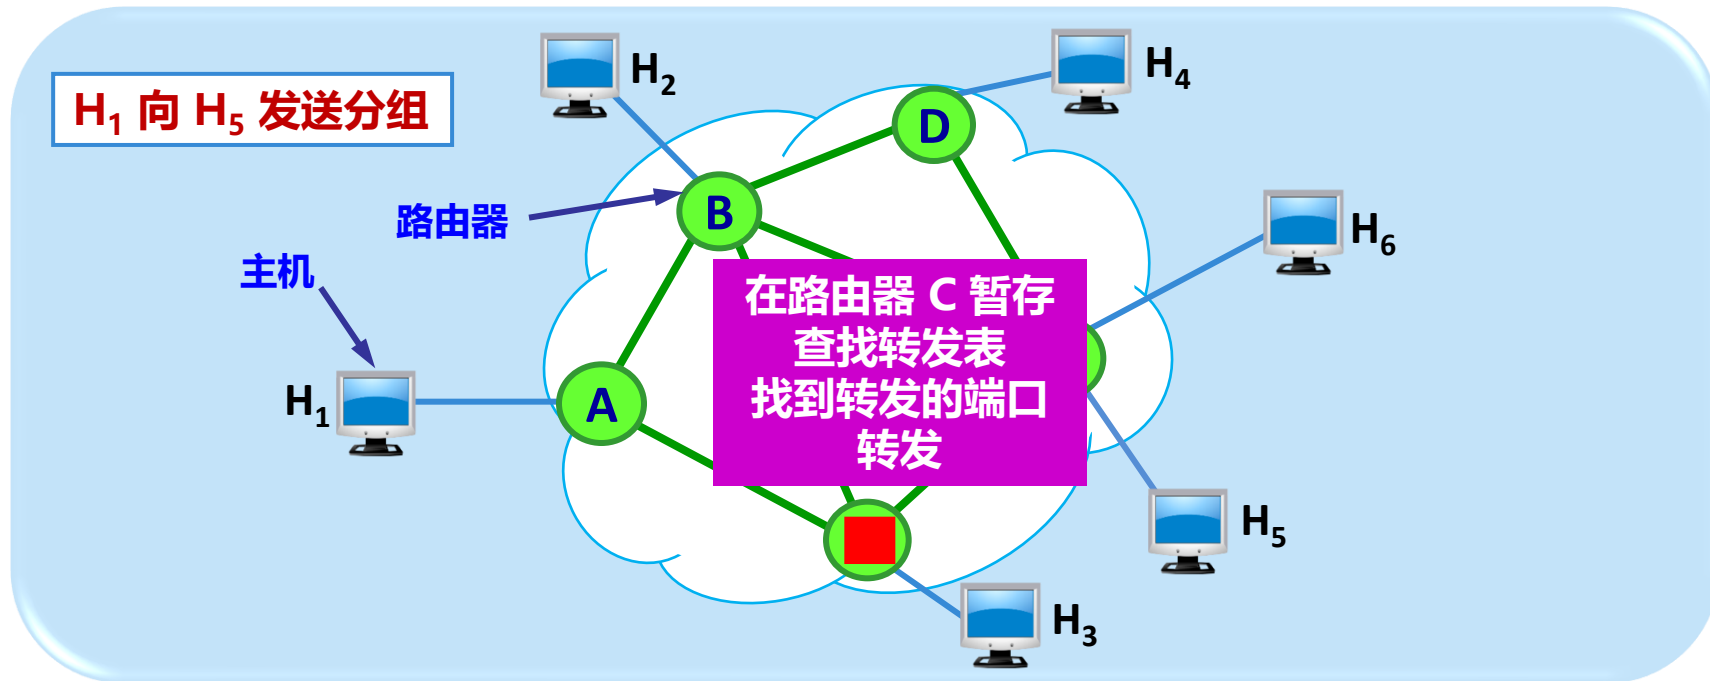 H₁ 向 H₅ 发送分组
H₂
H₄
D
B
路由器
H₆
主机
在路由器 C 暂存
查找转发表
找到转发的端口
转发
H₁
A
H₅
H₃